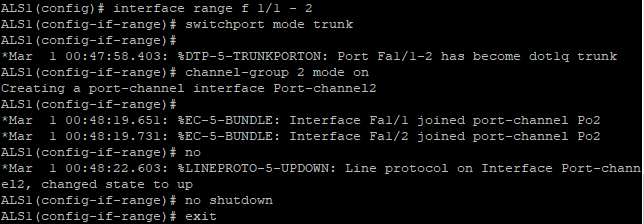 ALS1(config)# interface range f 1/1 - 2
ALS1(config-if-range)# switchport mode trunk
ALS1(config-if-range)#
*Mar  1 00:47:58.403: %DTP-5-TRUNKPORTON: Port Fa1/1-2 has become dot1q trunk
ALS1(config-if-range)# channel-group 2 mode on
Creating a port-channel interface Port-channel2
ALS1(config-if-range)#
*Mar  1 00:48:19.651: %EC-5-BUNDLE: Interface Fa1/1 joined port-channel Po2
*Mar  1 00:48:19.731: %EC-5-BUNDLE: Interface Fa1/2 joined port-channel Po2
ALS1(config-if-range)# no
*Mar  1 00:48:22.603: %LINEPROTO-5-UPDOWN: Line protocol on Interface Port-chann
el2, changed state to up
ALS1(config-if-range)# no shutdown
ALS1(config-if-range)# exit